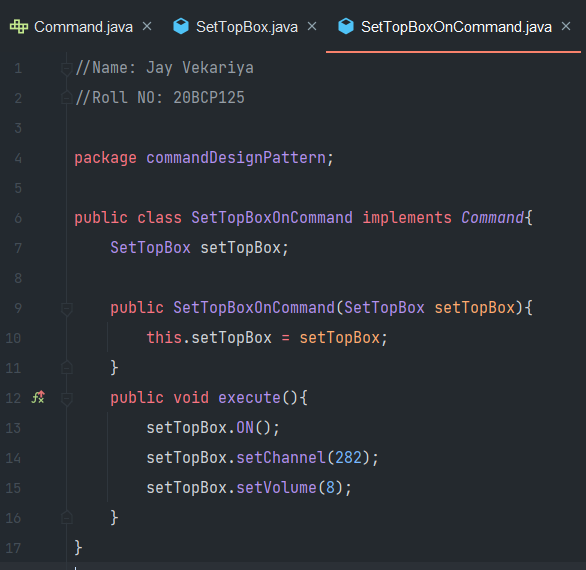 Command.java × SetTopBox.java × SetTopBoxOnCommand.java ×
1 //Name: Jay Vekariya
2 //Roll NO: 20BCP125
3
4 package commandDesignPattern;
5
6 public class SetTopBoxOnCommand implements Command{
7     SetTopBox setTopBox;
8
9     public SetTopBoxOnCommand(SetTopBox setTopBox){
10         this.setTopBox = setTopBox;
11     }
12     public void execute(){
13         setTopBox.ON();
14         setTopBox.setChannel(282);
15         setTopBox.setVolume(8);
16     }
17 }